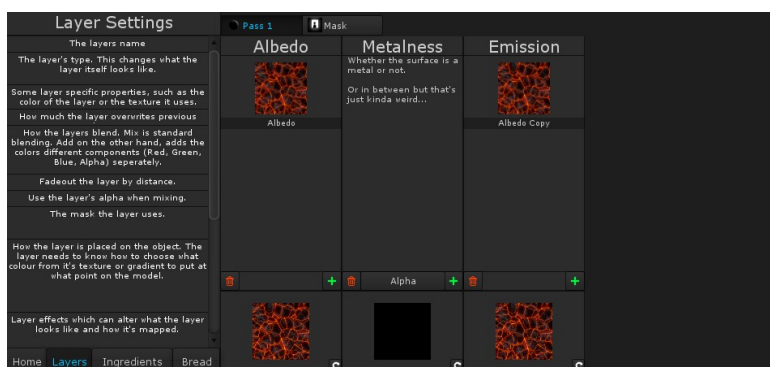 Layer Settings
The layers name
The layer's type. This changes what the
layer itself looks like.
Some layer specific properties, such as the
color of the layer or the texture it uses.
How much the layer overwrites previous
How the layers blend. Mix is standard
blending. Add on the other hand, adds the
colors different components (Red, Green,
Blue, Alpha) seperately.
Fadeout the layer by distance.
Use the layer's alpha when mixing.
The mask the layer uses.
How the layer is placed on the object. The
layer needs to know how to choose what
colour from it's texture or gradient to put at
what point on the model.
Layer effects which can alter what the layer
looks like and how it's mapped.
Home Layers Ingredients Bread
Pass 1 Mask
Albedo
Albedo
Metalness
Whether the surface is a
metal or not.
Or in between but that's
just kinda veird...
Alpha
Emission
Albedo Copy